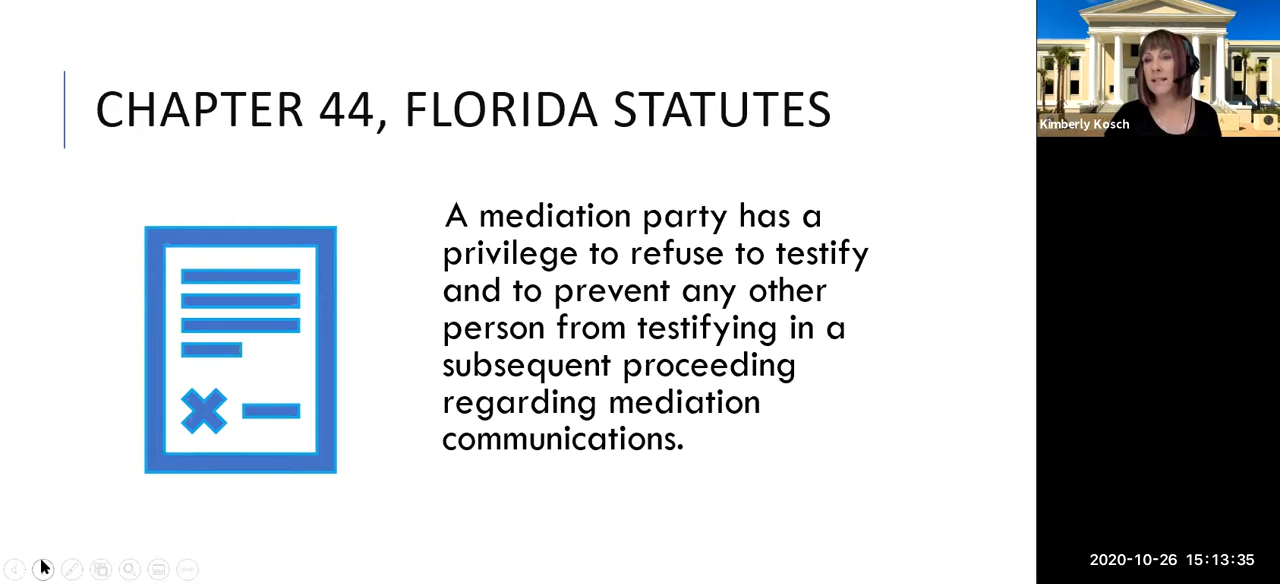 CHAPTER 44, FLORIDA STATUTES
A mediation party has a
privilege to refuse to testify
and to prevent any other
person from testifying in a
subsequent proceeding
regarding mediation
communications.
Kimberly Kosch
2020-10-26 15:13:35